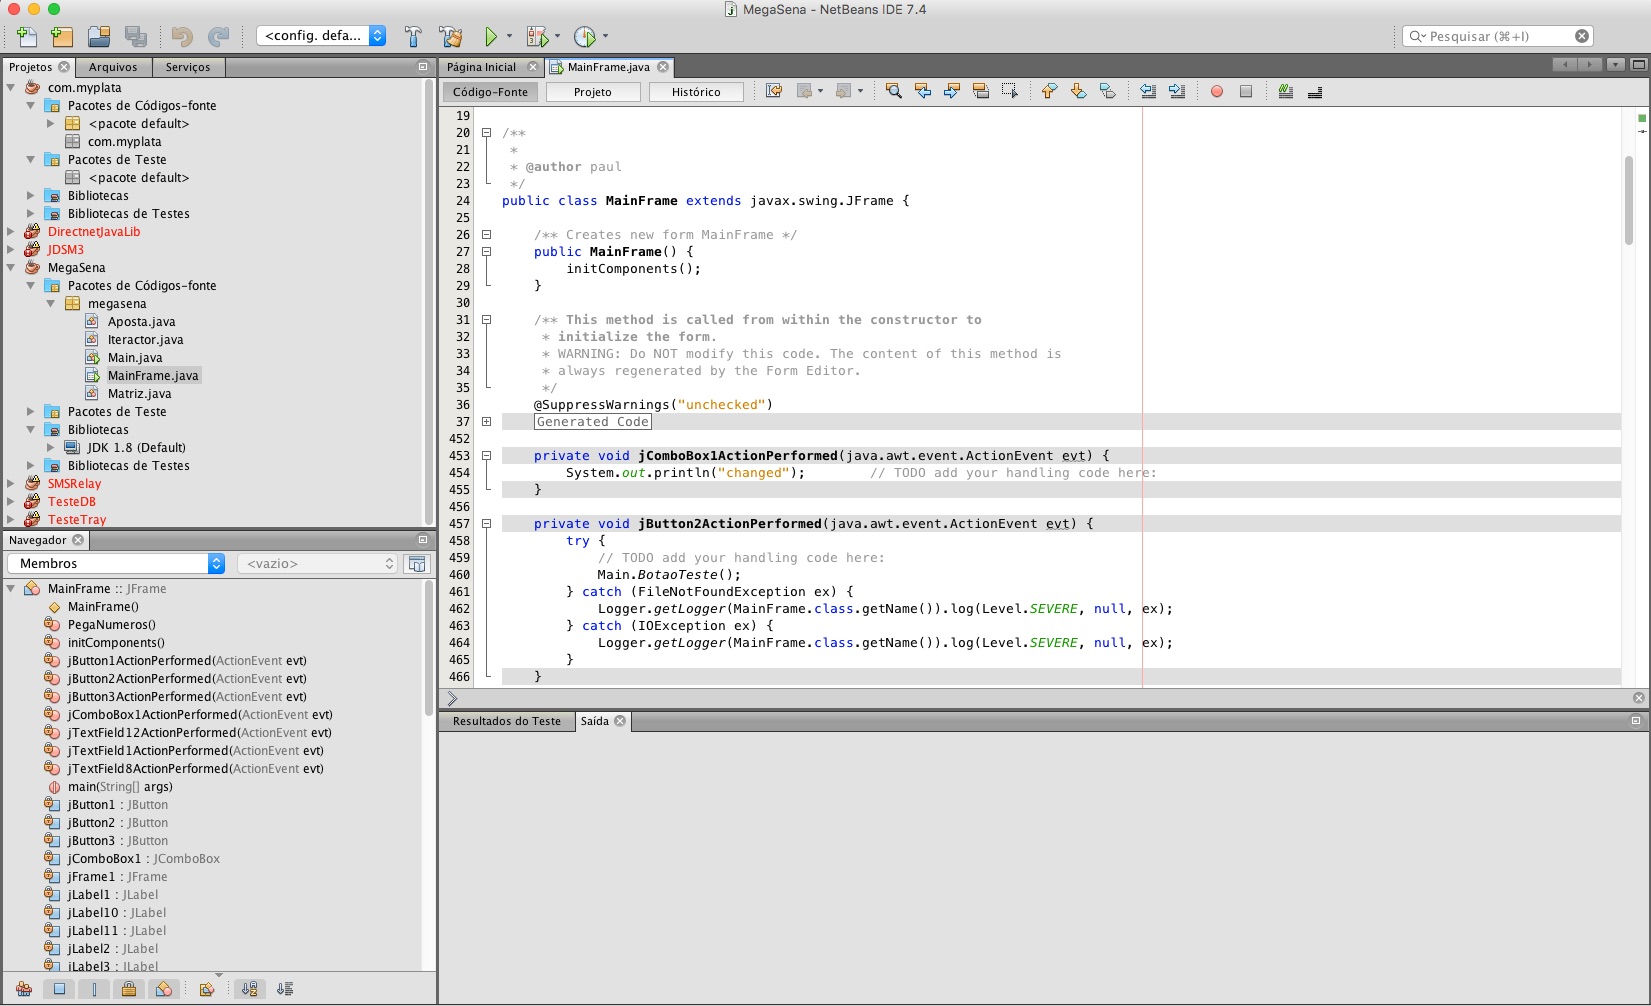 MegaSena - NetBeans IDE 7.4
<config. defa...
Pesquisar (⌘+I)
Projetos
Arquivos
Serviços
com.myplata
Pacotes de Códigos-fonte
<pacote default>
com.myplata
Pacotes de Teste
<pacote default>
Bibliotecas
Bibliotecas de Testes
DirectnetJavaLib
JDSM3
MegaSena
Pacotes de Códigos-fonte
megasena
Aposta.java
Iteractor.java
Main.java
MainFrame.java
Matriz.java
Pacotes de Teste
Bibliotecas
JDK 1.8 (Default)
Bibliotecas de Testes
SMSRelay
TesteDB
TesteTray
Navegador
Membros
<vazio>
MainFrame :: JFrame
MainFrame()
PegaNumeros()
initComponents()
jButton1ActionPerformed(ActionEvent evt)
jButton2ActionPerformed(ActionEvent evt)
jButton3ActionPerformed(ActionEvent evt)
jComboBox1ActionPerformed(ActionEvent evt)
jTextField12ActionPerformed(ActionEvent evt)
jTextField1ActionPerformed(ActionEvent evt)
jTextField8ActionPerformed(ActionEvent evt)
main(String[] args)
jButton1 : JButton
jButton2 : JButton
jButton3 : JButton
jComboBox1 : JComboBox
jFrame1 : JFrame
jLabel1 : JLabel
jLabel10 : JLabel
jLabel11 : JLabel
jLabel2 : JLabel
jLabel3 : JLabel
Página Inicial
MainFrame.java
Código-Fonte
Projeto
Histórico
19
20 /**
21 *
22 * @author paul
23 */
24 public class MainFrame extends javax.swing.JFrame {
25
26 /** Creates new form MainFrame */
27 public MainFrame() {
28 initComponents();
29 }
30
31 /** This method is called from within the constructor to
32 * initialize the form.
33 * WARNING: Do NOT modify this code. The content of this method is
34 * always regenerated by the Form Editor.
35 */
36 @SuppressWarnings("unchecked")
37 Generated Code
452
453 private void jComboBox1ActionPerformed(java.awt.event.ActionEvent evt) {
454 System.out.println("changed"); // TODO add your handling code here:
455 }
456
457 private void jButton2ActionPerformed(java.awt.event.ActionEvent evt) {
458 try {
459 // TODO add your handling code here:
460 Main.BotaoTeste();
461 } catch (FileNotFoundException ex) {
462 Logger.getLogger(MainFrame.class.getName()).log(Level.SEVERE, null, ex);
463 } catch (IOException ex) {
464 Logger.getLogger(MainFrame.class.getName()).log(Level.SEVERE, null, ex);
465 }
466 }
Resultados do Teste
Saída